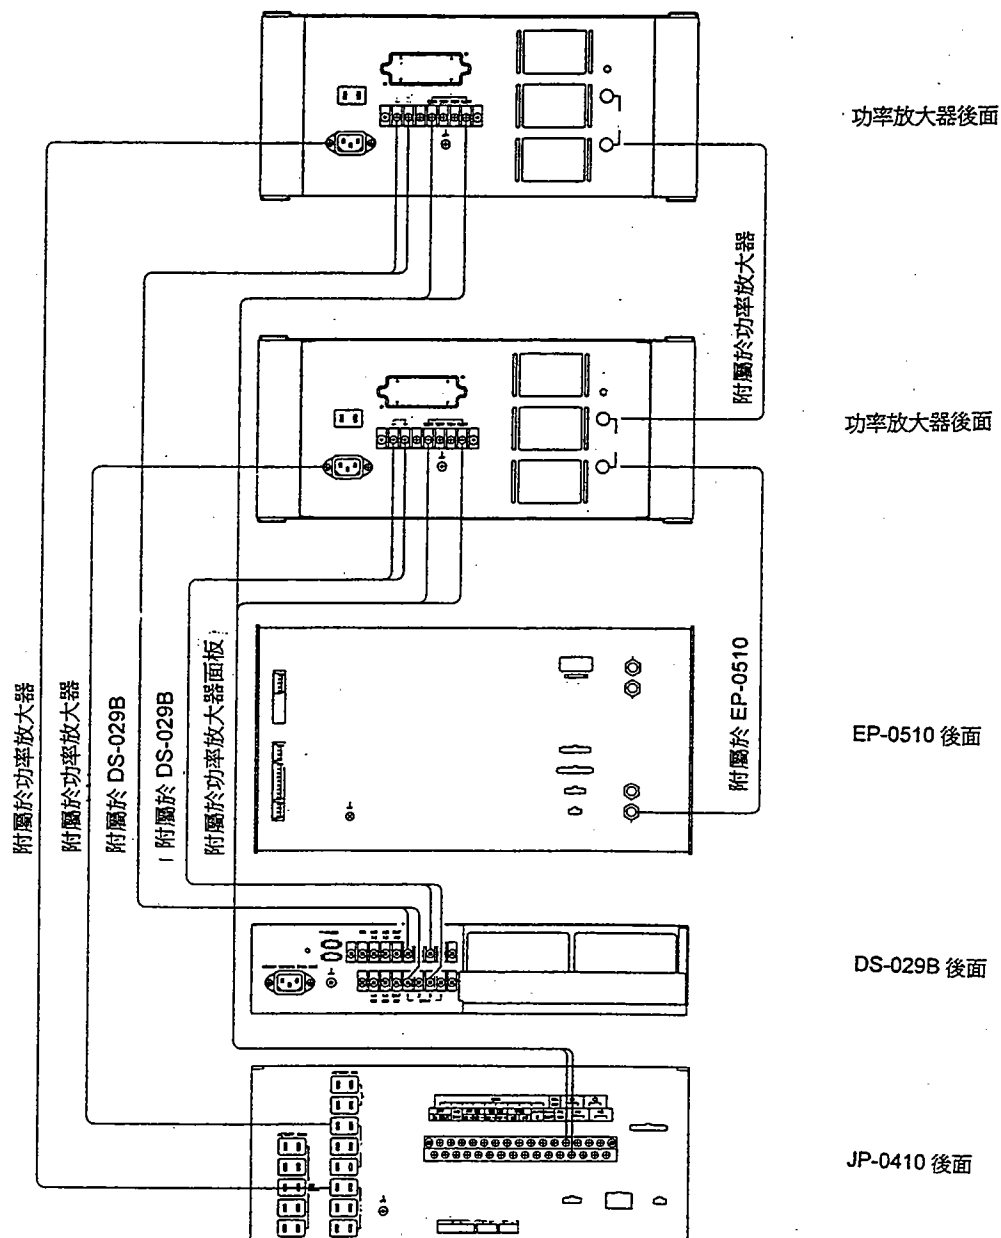 功率放大器後面
附屬於功率放大器
功率放大器後面
附屬於功率放大器
附屬於功率放大器
附屬於 DS-029B
附屬於 DS-029B
附屬於功率放大器面板
附屬於 EP-0510
EP-0510 後面
DS-029B 後面
JP-0410 後面